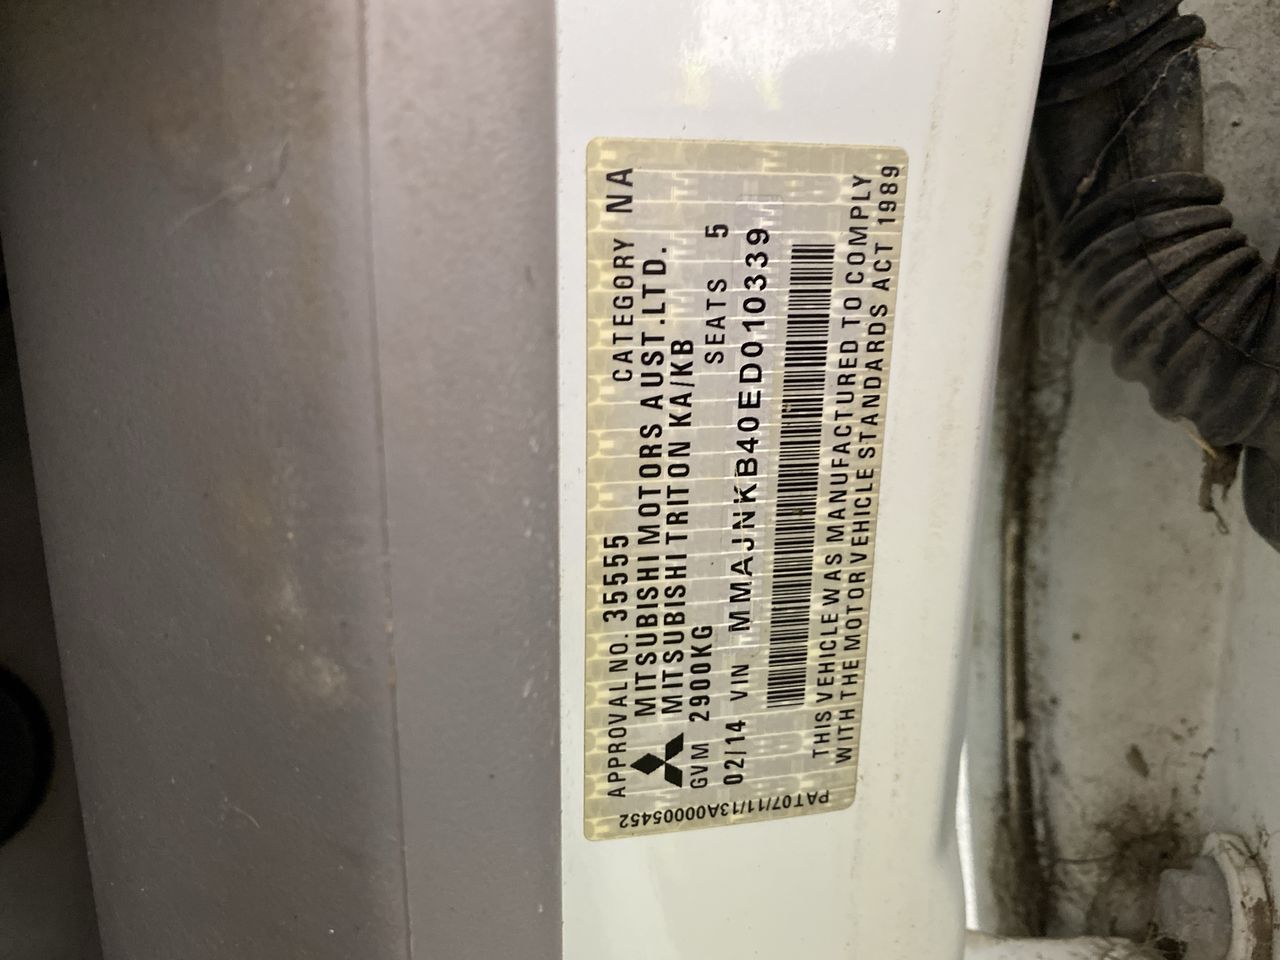 APPROVAL NO. 35555 CATEGORY NA
MITSUBISHI MOTORS AUST.LTD.
MITSUBISHI TRITON KA/KB
GVM 2900KG SEATS 5
02/14 VIN MMAJNKB40ED010339
THIS VEHICLE WAS MANUFACTURED TO COMPLY
WITH THE MOTOR VEHICLE STANDARDS ACT 1989
PAT07/11/13A00005452